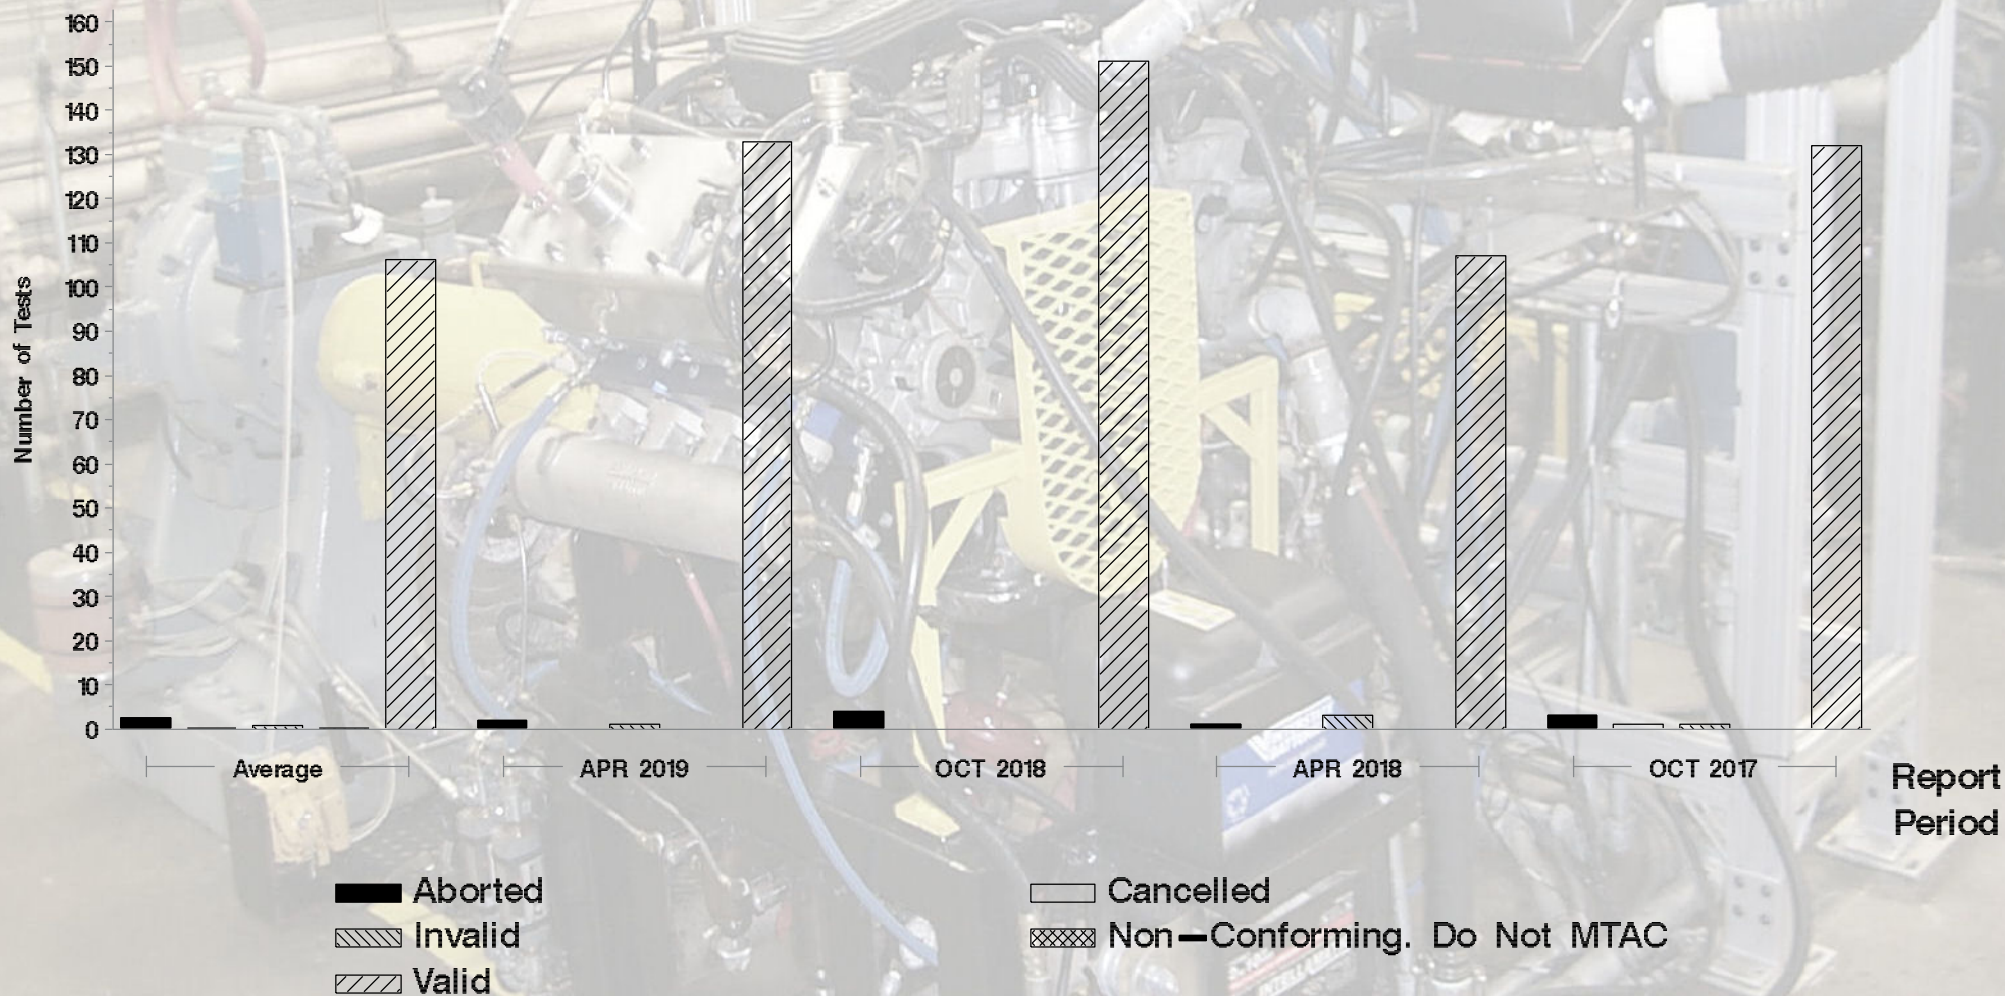 160
150
140
130
120
110
100
90
80
70
60
50
40
30
20
10
0
Number of Tests
Average
APR 2019
OCT 2018
APR 2018
OCT 2017
Report
Period
Aborted
Cancelled
Invalid
Non-Conforming. Do Not MTAC
Valid